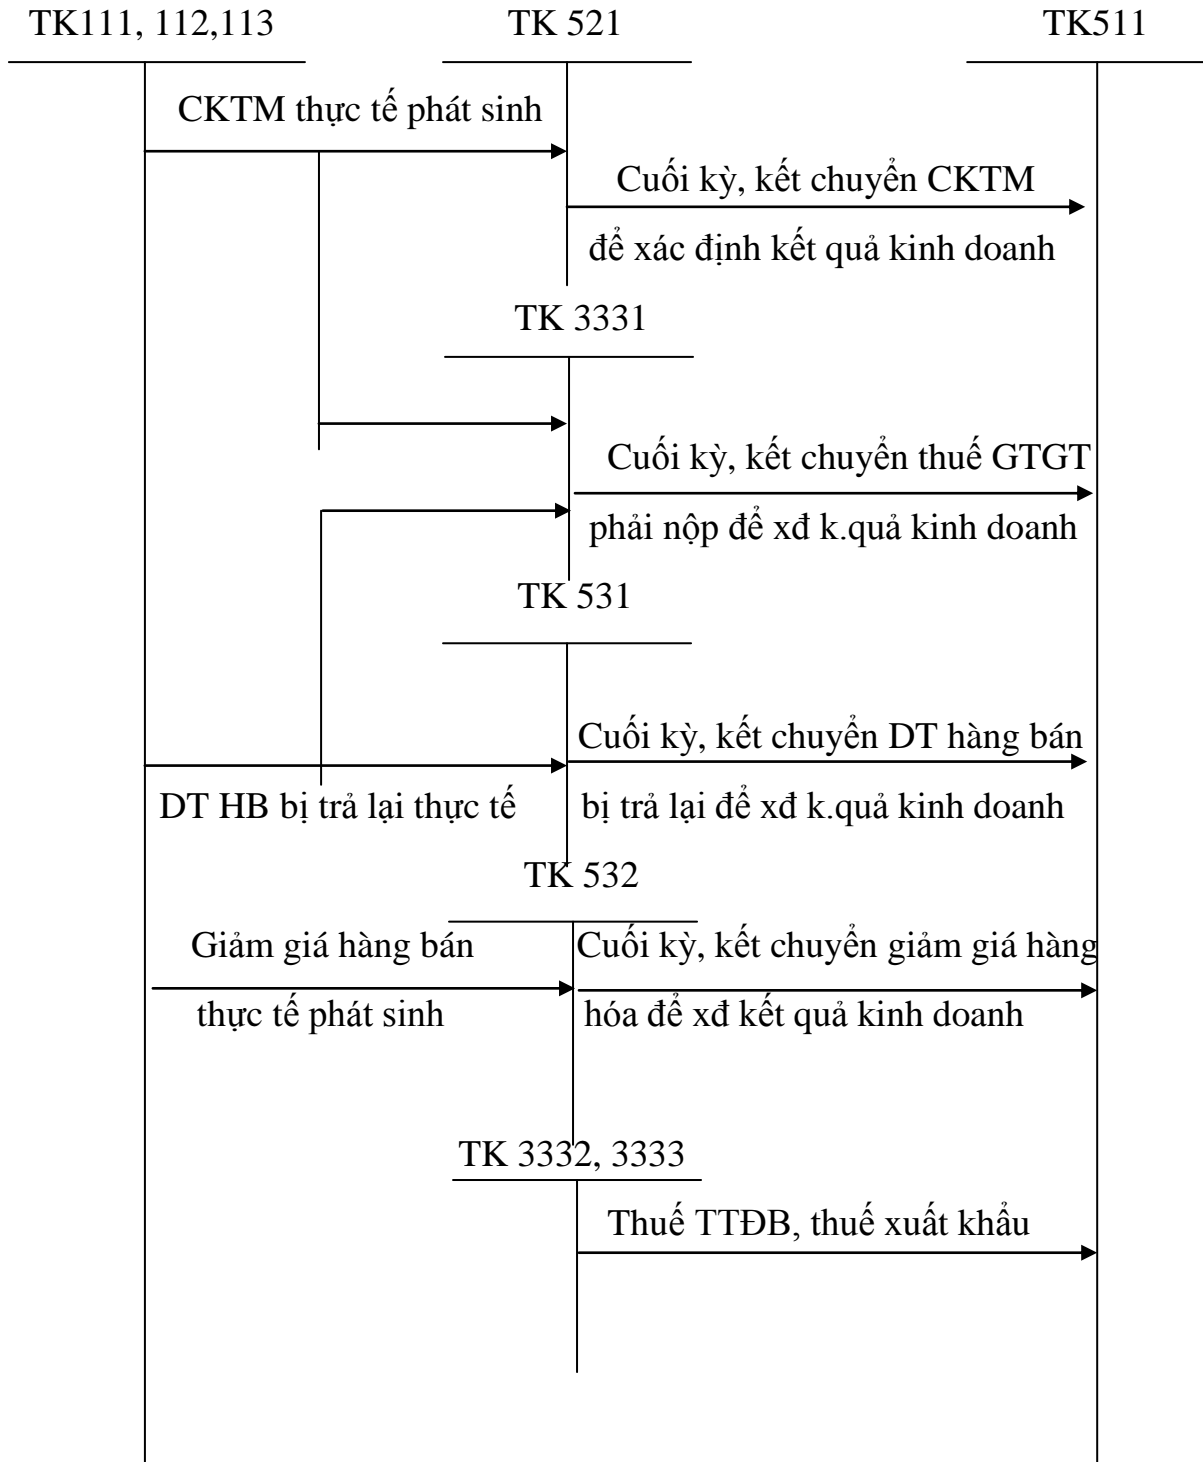 TK111, 112,113
TK 521
TK511
CKTM thực tế phát sinh
Cuối kỳ, kết chuyển CKTM
để xác định kết quả kinh doanh
TK 3331
Cuối kỳ, kết chuyển thuế GTGT
phải nộp để xđ k.quả kinh doanh
TK 531
Cuối kỳ, kết chuyển DT hàng bán
DT HB bị trả lại thực tế
bị trả lại để xđ k.quả kinh doanh
TK 532
Giảm giá hàng bán
thực tế phát sinh
Cuối kỳ, kết chuyển giảm giá hàng
hóa để xđ kết quả kinh doanh
TK 3332, 3333
Thuế TTĐB, thuế xuất khẩu